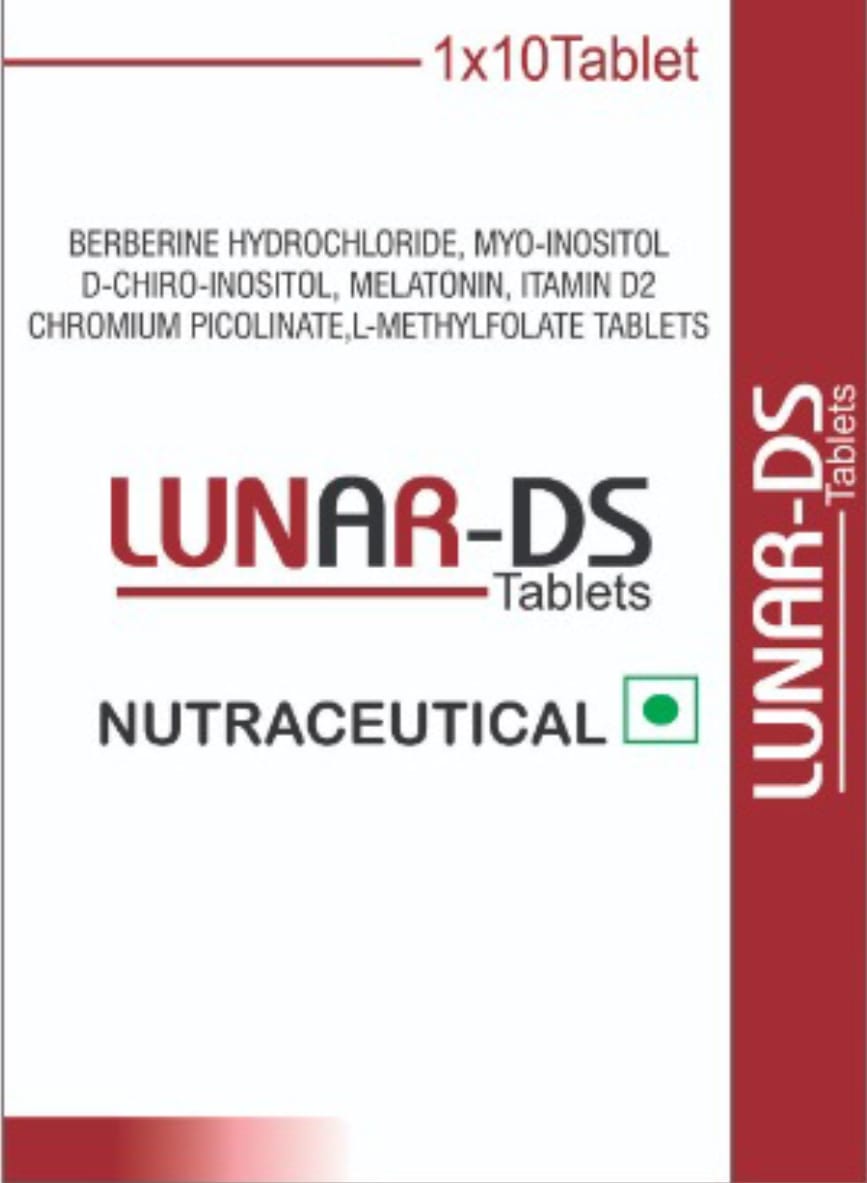 1x10Tablet
BERBERINE HYDROCHLORIDE, MYO-INOSITOL
D-CHIRO-INOSITOL, MELATONIN, ITAMIN D2
CHROMIUM PICOLINATE,L-METHYLFOLATE TABLETS
LUNAR-DS
Tablets
NUTRACEUTICAL
LUNAR-DS
Tablets